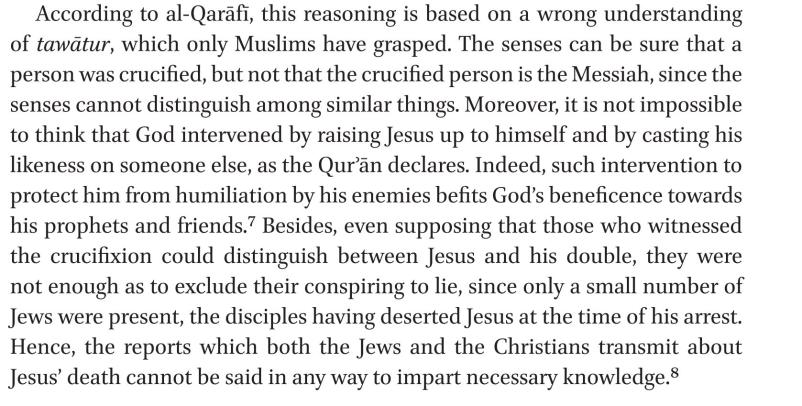 According to al-Qarāfī, this reasoning is based on a wrong understanding
of tawātur, which only Muslims have grasped. The senses can be sure that a
person was crucified, but not that the crucified person is the Messiah, since the
senses cannot distinguish among similar things. Moreover, it is not impossible
to think that God intervened by raising Jesus up to himself and by casting his
likeness on someone else, as the Qurʾān declares. Indeed, such intervention to
protect him from humiliation by his enemies befits God’s beneficence towards
his prophets and friends.⁷ Besides, even supposing that those who witnessed
the crucifixion could distinguish between Jesus and his double, they were
not enough as to exclude their conspiring to lie, since only a small number of
Jews were present, the disciples having deserted Jesus at the time of his arrest.
Hence, the reports which both the Jews and the Christians transmit about
Jesus’ death cannot be said in any way to impart necessary knowledge.⁸